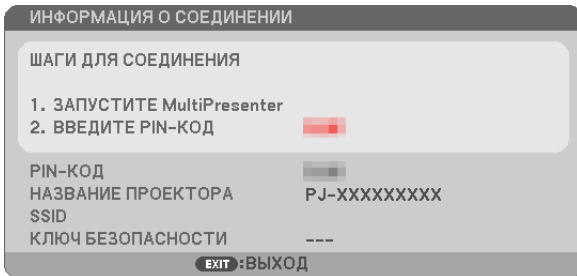 ИНФОРМАЦИЯ О СОЕДИНЕНИИ
ШАГИ ДЛЯ СОЕДИНЕНИЯ
1. ЗАПУСТИТЕ MultiPresenter
2. ВВЕДИТЕ PIN-КОД
PIN-КОД
НАЗВАНИЕ ПРОЕКТОРА PJ-XXXXXXXXX
SSID
КЛЮЧ БЕЗОПАСНОСТИ ---
EXIT :ВЫХОД